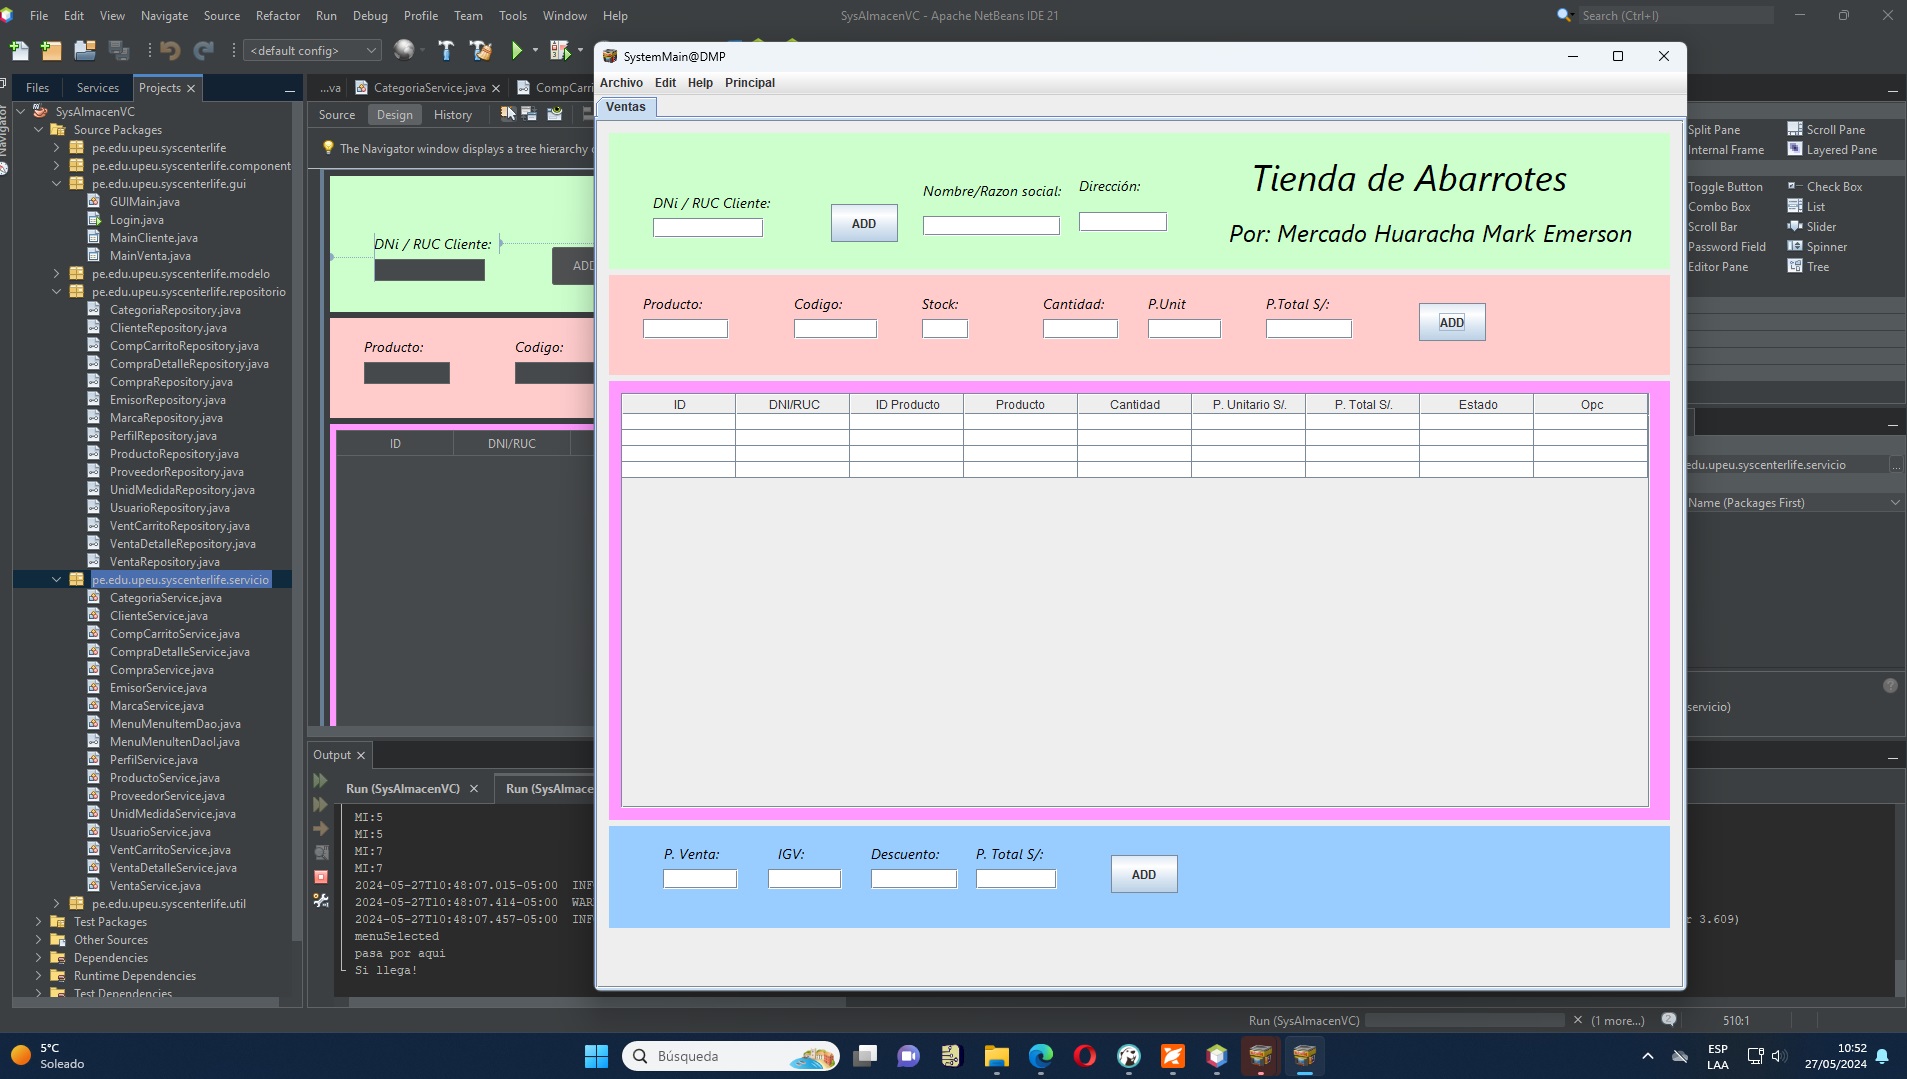 File Edit View Navigate Source Refactor Run Debug Profile Team Tools Window Help
SysAlmacenVC - Apache NetBeans IDE 21
Search (Ctrl+I)
<default config>
Files Services Projects
...va CategoriaService.java CompCarri
Source Design History
The Navigator window displays a tree hierarchy
Navigator
SysAlmacenVC
Source Packages
pe.edu.upeu.syscenterlife
pe.edu.upeu.syscenterlife.component
pe.edu.upeu.syscenterlife.gui
GUIMain.java
Login.java
MainCliente.java
MainVenta.java
pe.edu.upeu.syscenterlife.modelo
pe.edu.upeu.syscenterlife.repositorio
CategoriaRepository.java
ClienteRepository.java
CompCarritoRepository.java
CompraDetalleRepository.java
CompraRepository.java
EmisorRepository.java
MarcaRepository.java
PerfilRepository.java
ProductoRepository.java
ProveedorRepository.java
UnidMedidaRepository.java
UsuarioRepository.java
VentCarritoRepository.java
VentaDetalleRepository.java
VentaRepository.java
pe.edu.upeu.syscenterlife.servicio
CategoriaService.java
ClienteService.java
CompCarritoService.java
CompraDetalleService.java
CompraService.java
EmisorService.java
MarcaService.java
MenuMenuItemDao.java
MenuMenuItenDaoI.java
PerfilService.java
ProductoService.java
ProveedorService.java
UnidMedidaService.java
UsuarioService.java
VentCarritoService.java
VentaDetalleService.java
VentaService.java
pe.edu.upeu.syscenterlife.util
Test Packages
Other Sources
Dependencies
Runtime Dependencies
Test Dependencies
DNi / RUC Cliente:
ADD
Producto: Codigo:
ID DNI/RUC
Output
Run (SysAlmacenVC) Run (SysAlmace
MI:5
MI:5
MI:7
MI:7
2024-05-27T10:48:07.015-05:00 INF
2024-05-27T10:48:07.414-05:00 WAR
2024-05-27T10:48:07.457-05:00 INF
menuSelected
pasa por aqui
Si llega!
SystemMain@DMP
Archivo Edit Help Principal
Ventas
DNi / RUC Cliente:
ADD
Nombre/Razon social:
Dirección:
Tienda de Abarrotes
Por: Mercado Huaracha Mark Emerson
Producto: Codigo: Stock: Cantidad: P.Unit P.Total S/:
ADD
ID DNI/RUC ID Producto Producto Cantidad P. Unitario S/. P. Total S/. Estado Opc
P. Venta: IGV: Descuento: P. Total S/:
ADD
Split Pane Scroll Pane
Internal Frame Layered Pane
Toggle Button Check Box
Combo Box List
Scroll Bar Slider
Password Field Spinner
Editor Pane Tree
edu.upeu.syscenterlife.servicio
...
Name (Packages First)
servicio)
r 3.609)
Run (SysAlmacenVC) (1 more...) 510:1
5°C
Soleado
Búsqueda
ESP
LAA
10:52
27/05/2024